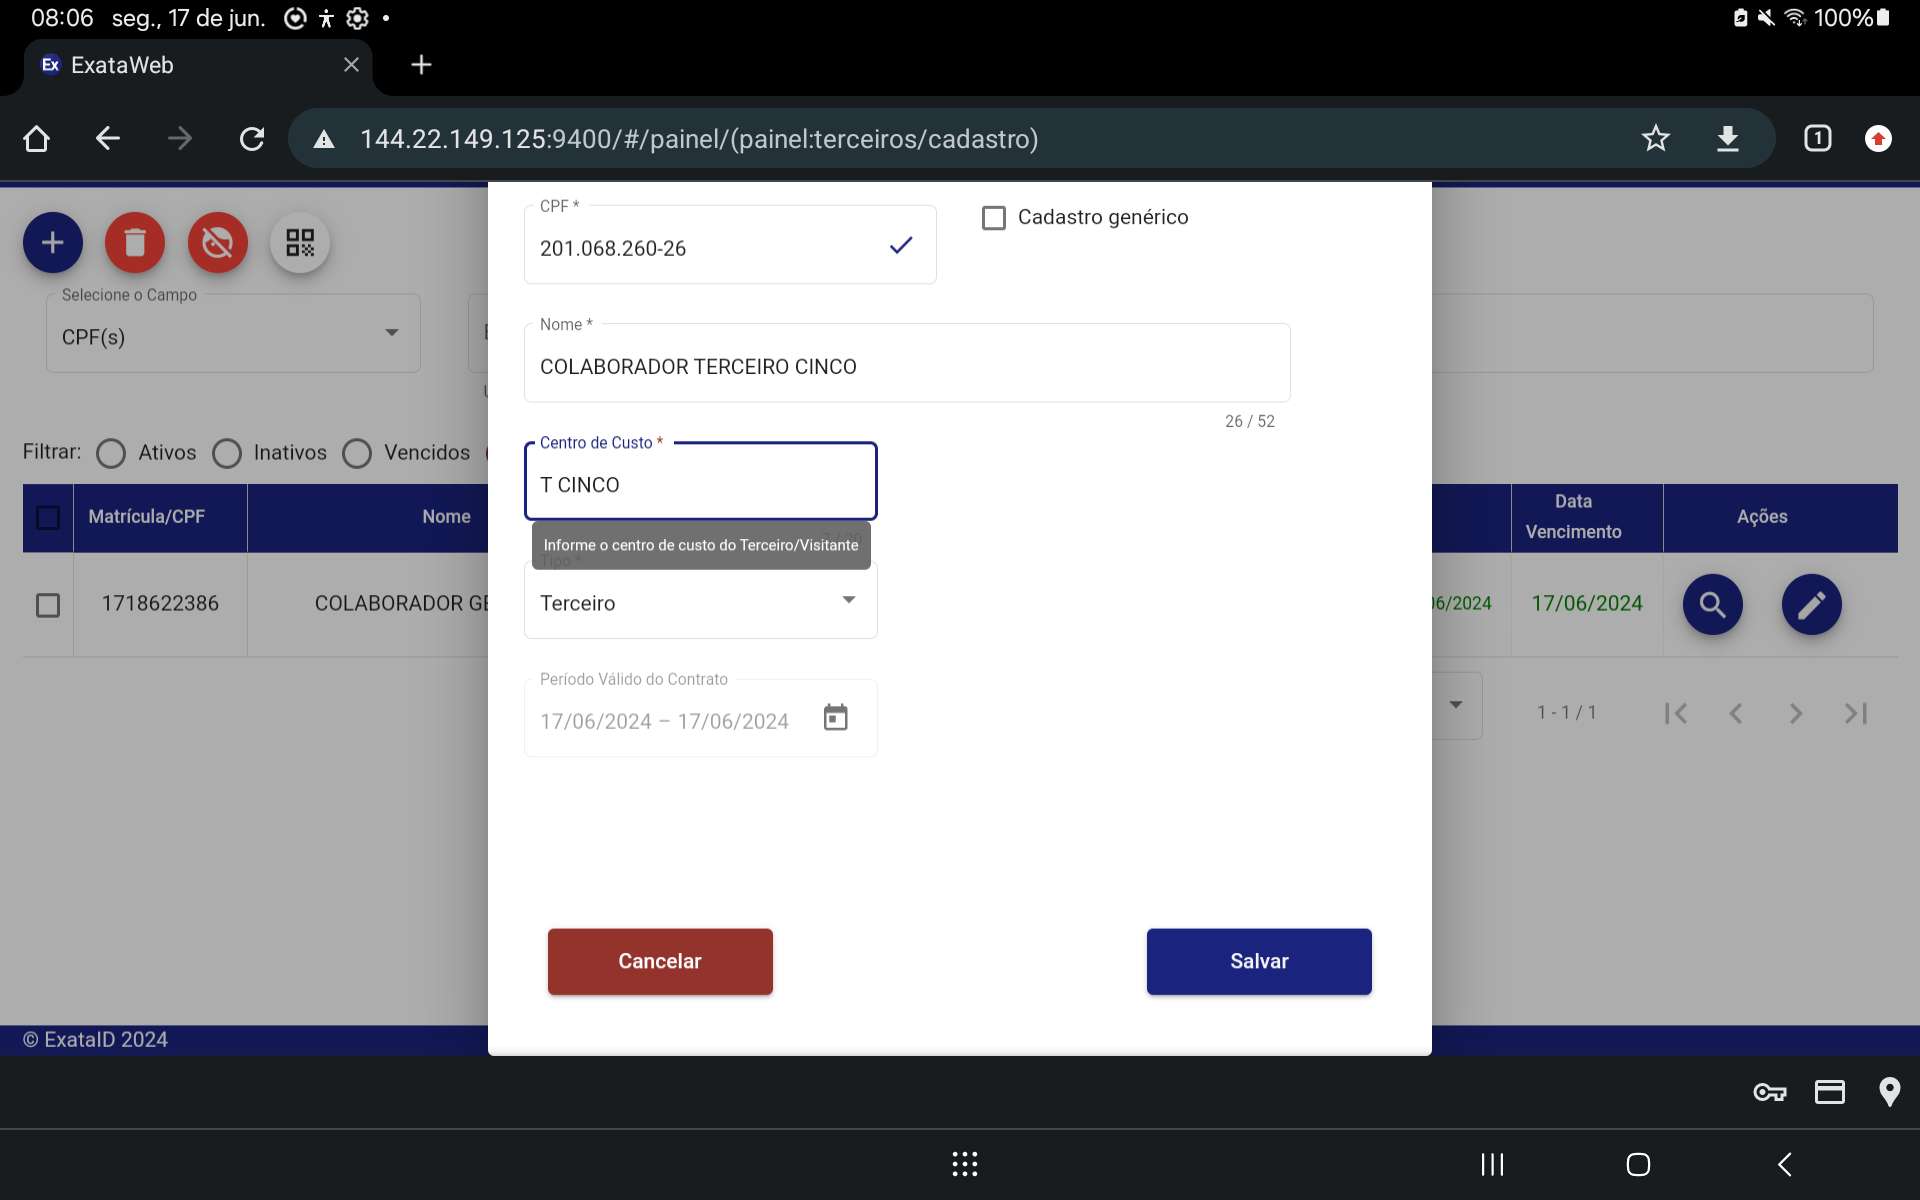 08:06 seg., 17 de jun. 100%
Ex ExataWeb
144.22.149.125:9400/#/painel/(painel:terceiros/cadastro) 1
CPF *
201.068.260-26
Cadastro genérico
Selecione o Campo
CPF(s)
Nome *
COLABORADOR TERCEIRO CINCO
26 / 52
Filtrar: Ativos Inativos Vencidos
Centro de Custo *
T CINCO
Informe o centro de custo do Terceiro/Visitante
Tipo *
Terceiro
Matrícula/CPF Nome Data Vencimento Ações
1718622386 COLABORADOR GE 06/2024 17/06/2024
Período Válido do Contrato
17/06/2024 – 17/06/2024
1 - 1 / 1
Cancelar Salvar
© ExataID 2024